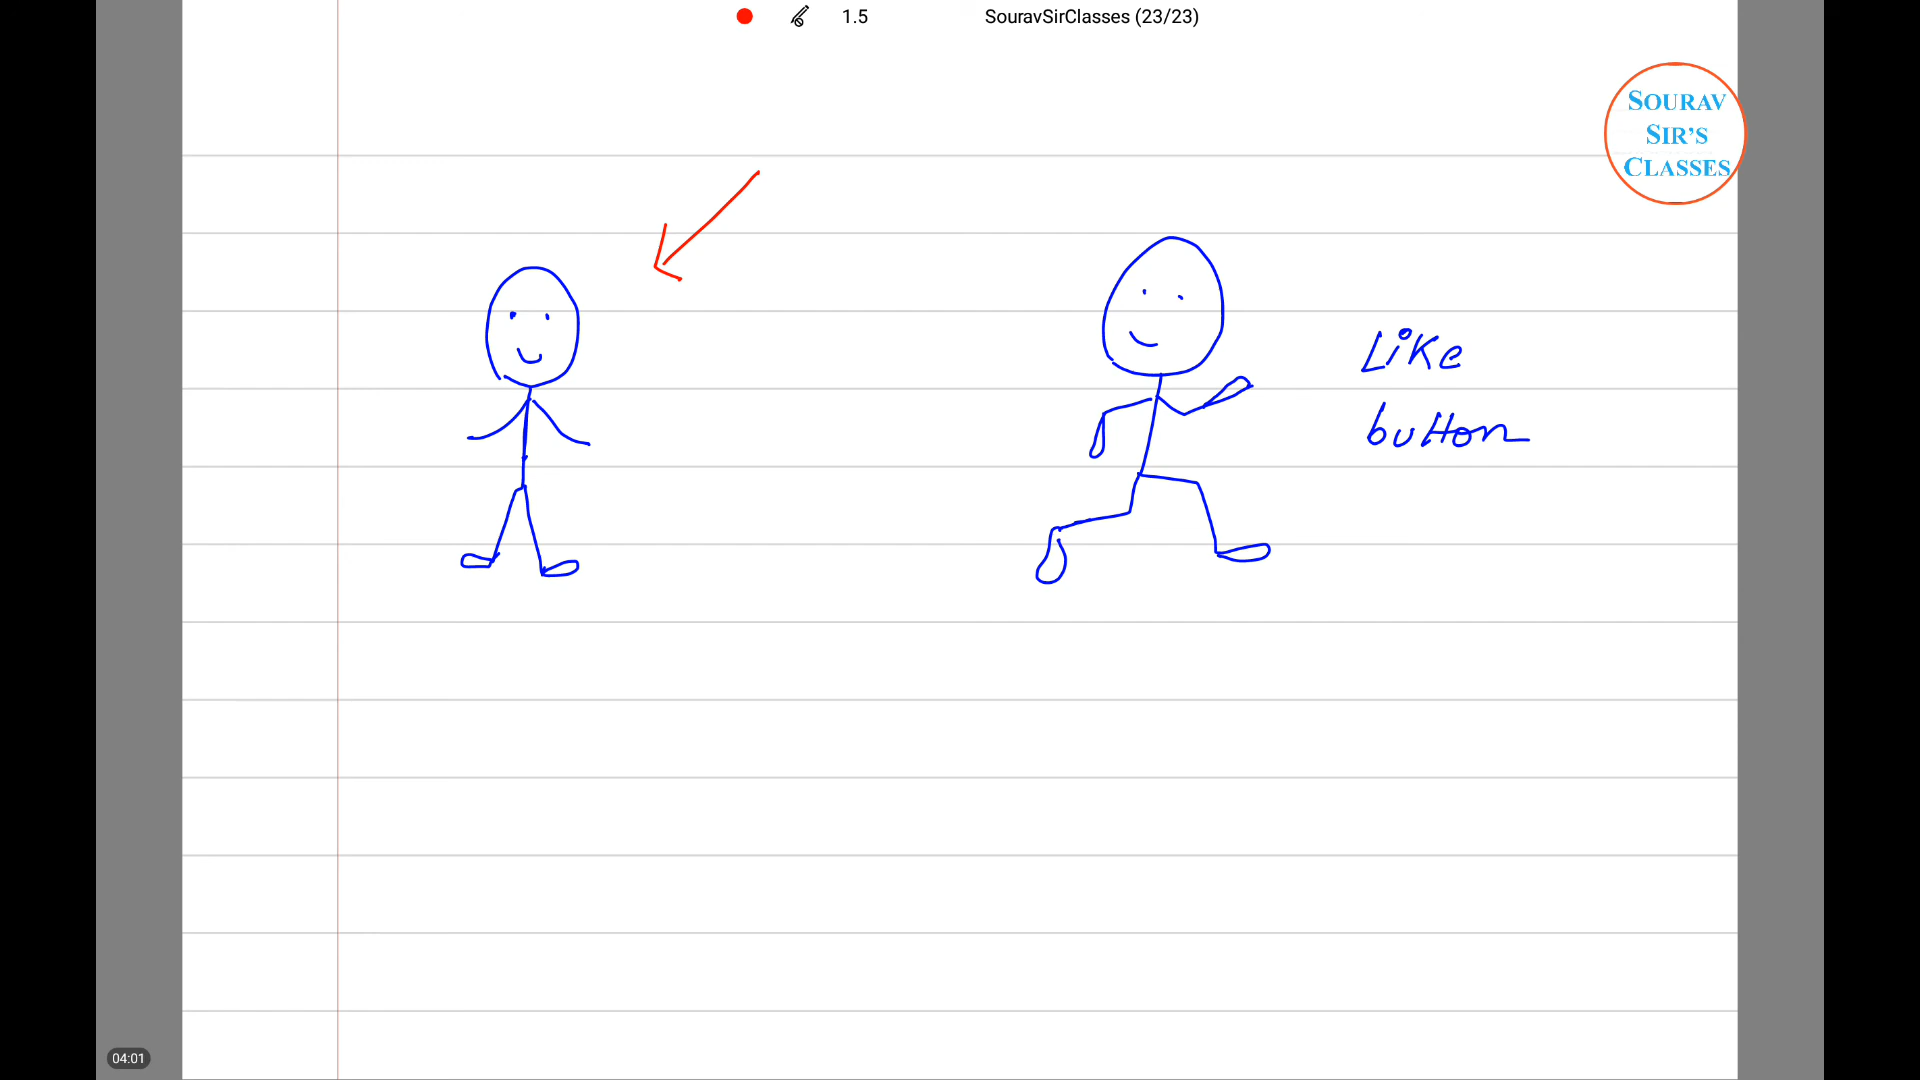 1.5 SouravSirClasses (23/23)
SOURAV
SIR'S
CLASSES
Like
button
04:01